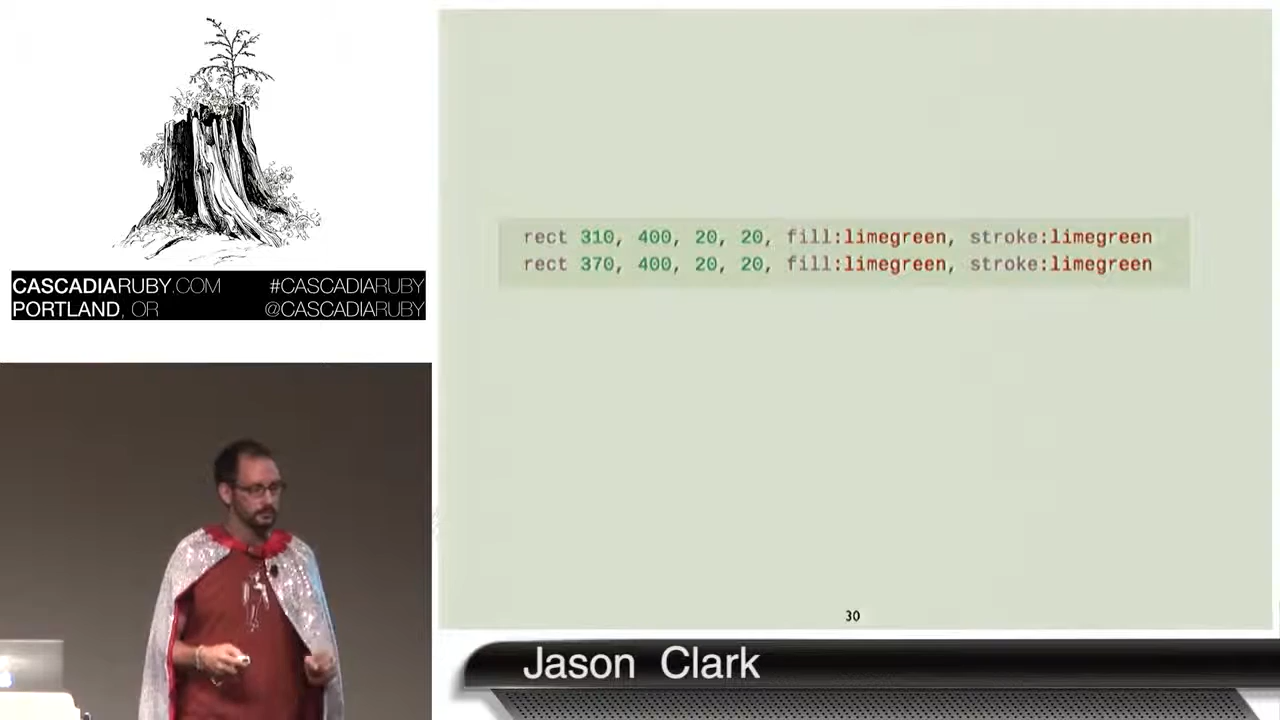 CASCADIARUBY.COM #CASCADIARUBY
PORTLAND, OR @CASCADIARUBY
rect 310, 400, 20, 20, fill:limegreen, stroke:limegreen
rect 370, 400, 20, 20, fill:limegreen, stroke:limegreen
30
Jason Clark